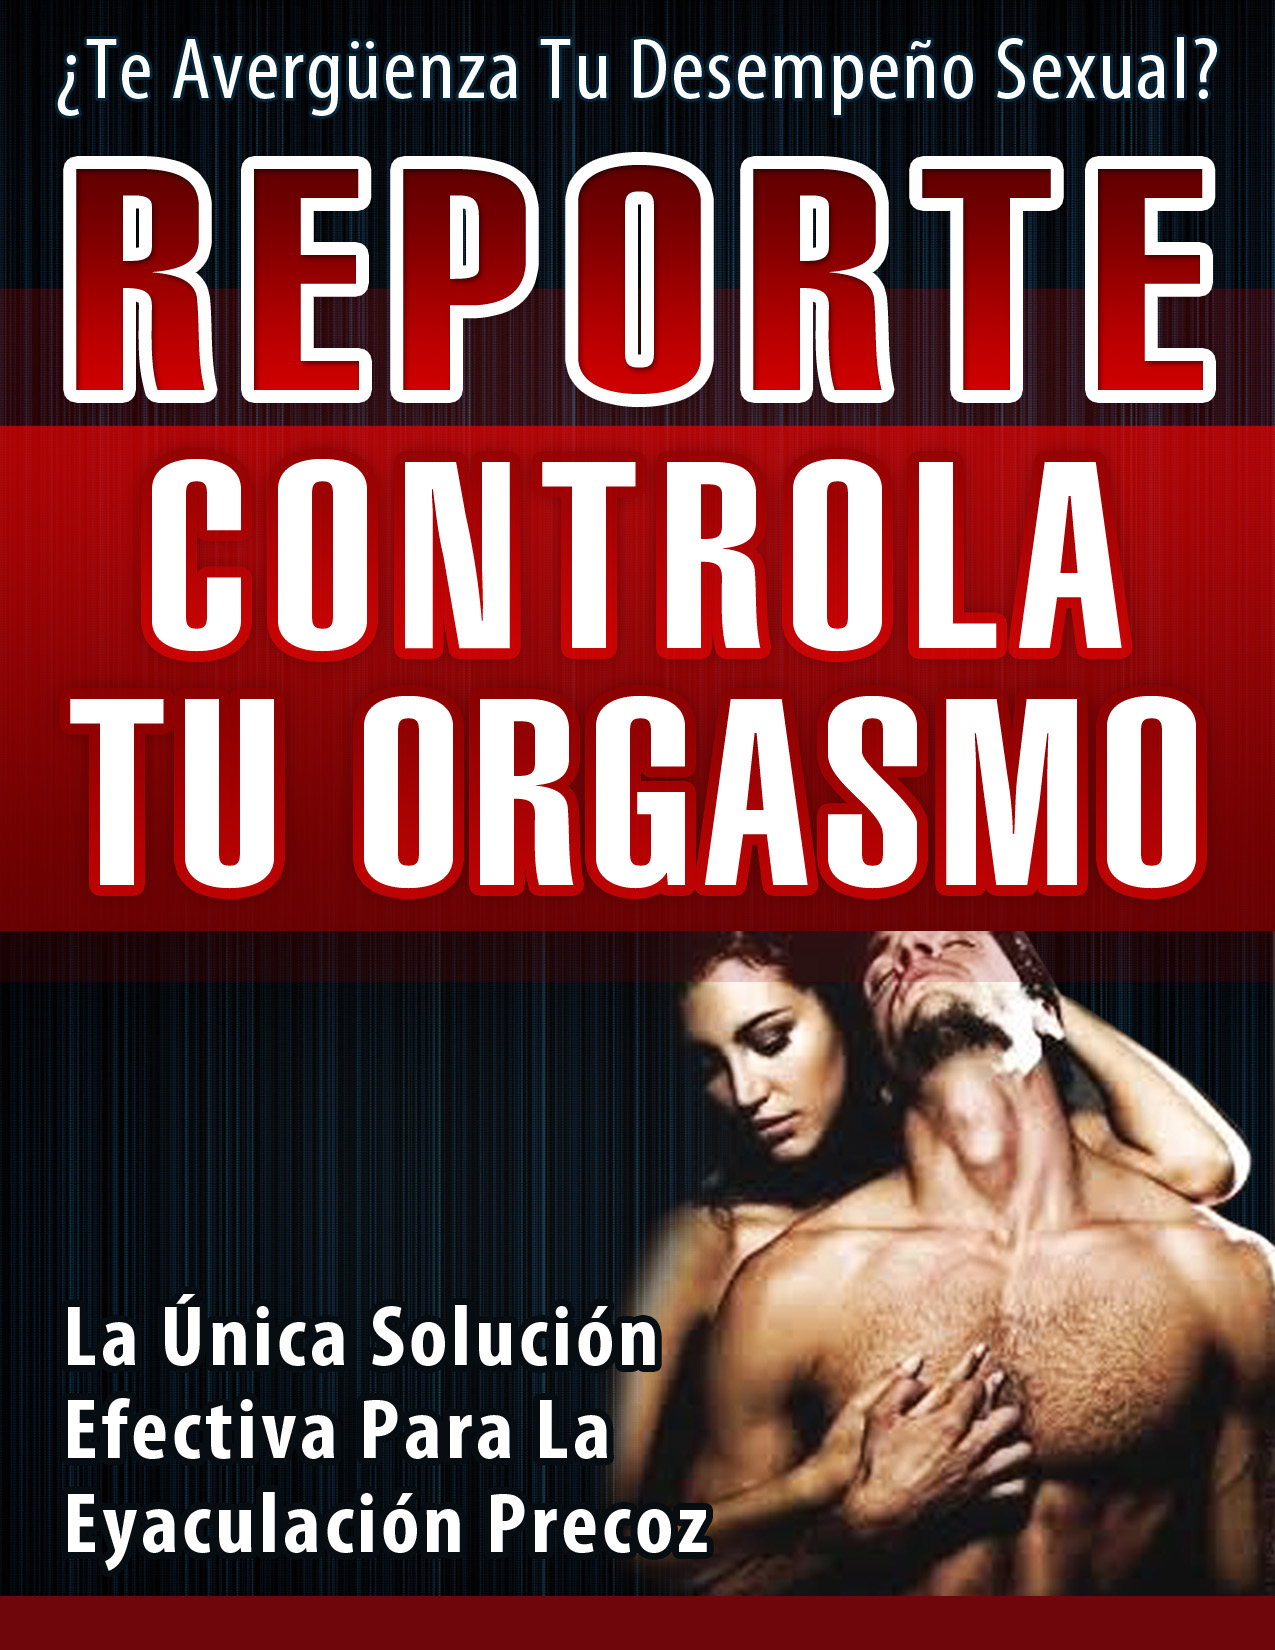 ¿Te Avergüenza Tu Desempeño Sexual?
REPORTE
CONTROLA
TU ORGASMO
La Única Solución
Efectiva Para La
Eyaculación Precoz